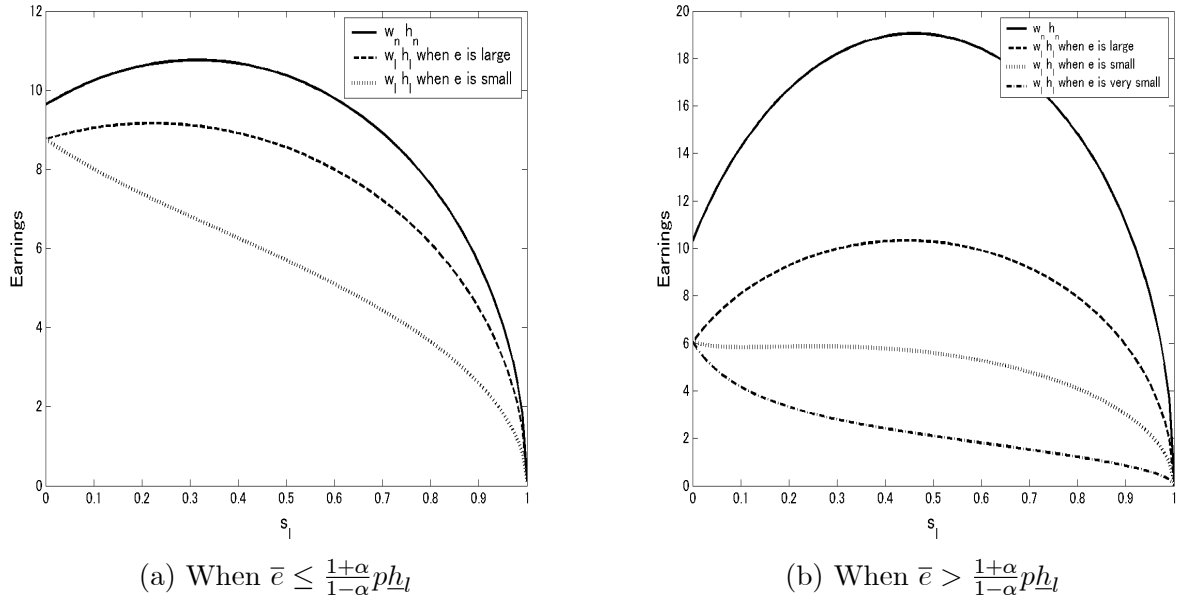 12
10
8
6
4
2
0
Earnings
w_n h_n
w_l h_l when e is large
w_l h_l when e is small
0 0.1 0.2 0.3 0.4 0.5 0.6 0.7 0.8 0.9 1
s_l
(a) When e̅ ≤ \frac{1+α}{1−α}p\underline{h}_l
20
18
16
14
12
10
8
6
4
2
0
Earnings
w_n h_n
w_l h_l when e is large
w_l h_l when e is small
w_l h_l when e is very small
0 0.1 0.2 0.3 0.4 0.5 0.6 0.7 0.8 0.9 1
s_l
(b) When e̅ > \frac{1+α}{1−α}p\underline{h}_l